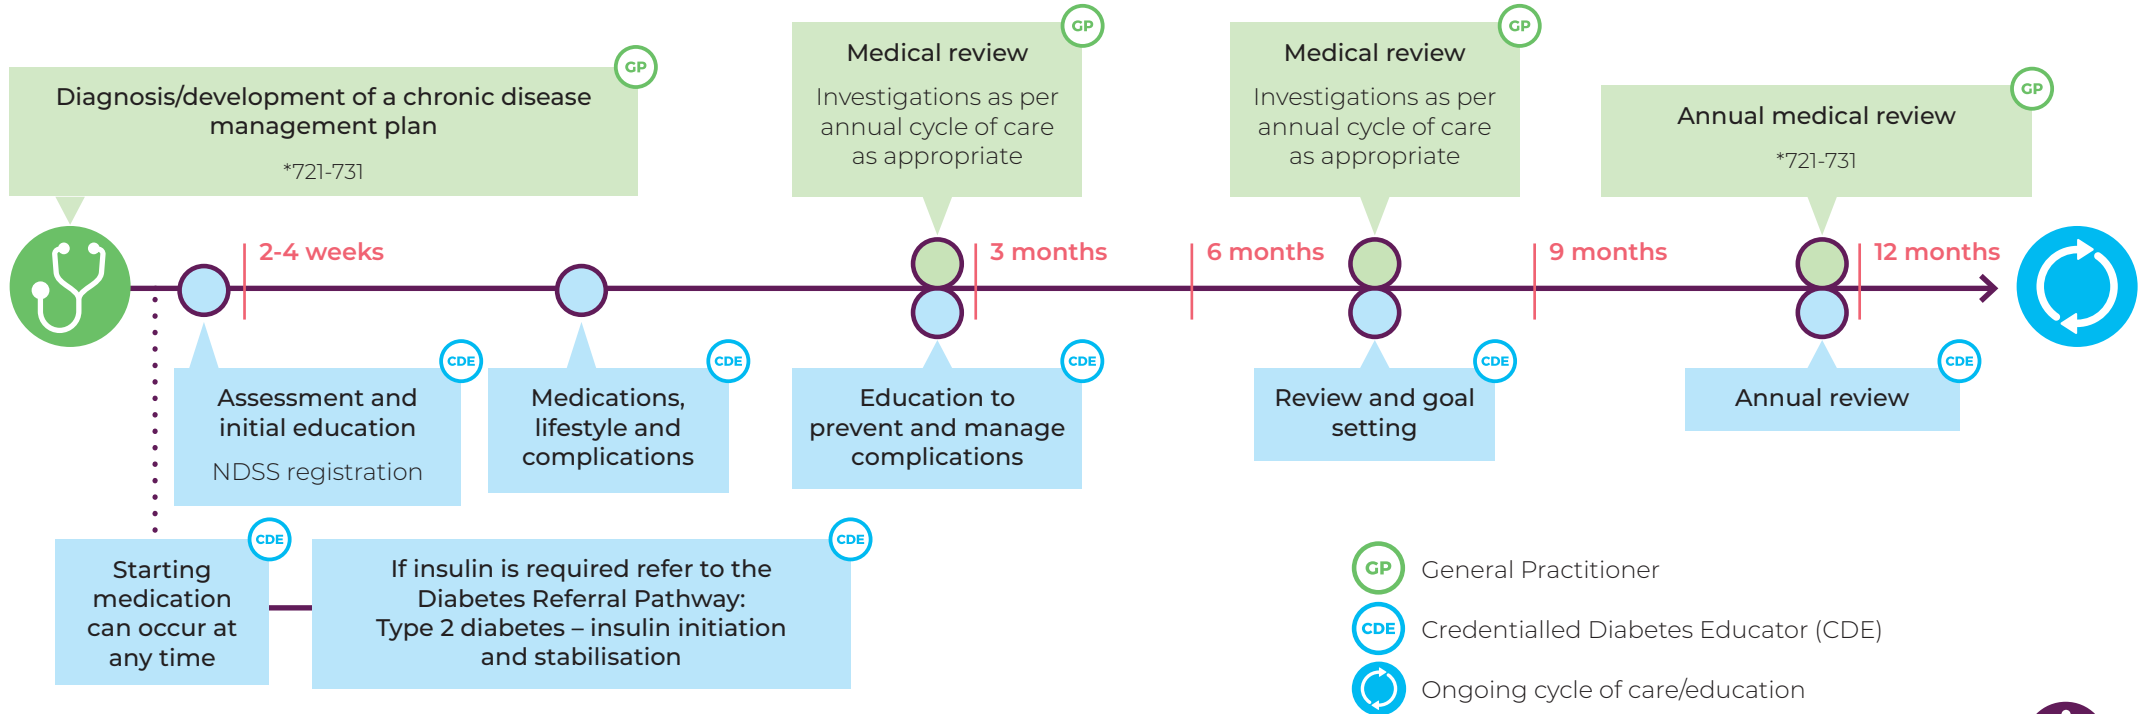 GP
Diagnosis/development of a chronic disease
management plan
*721-731
GP
Medical review
Investigations as per
annual cycle of care
as appropriate
GP
Medical review
Investigations as per
annual cycle of care
as appropriate
GP
Annual medical review
*721-731
2-4 weeks
3 months
6 months
9 months
12 months
CDE
Assessment and
initial education
NDSS registration
CDE
Medications,
lifestyle and
complications
CDE
Education to
prevent and manage
complications
CDE
Review and goal
setting
CDE
Annual review
CDE
Starting
medication
can occur at
any time
CDE
If insulin is required refer to the
Diabetes Referral Pathway:
Type 2 diabetes – insulin initiation
and stabilisation
GP General Practitioner
CDE Credentialled Diabetes Educator (CDE)
Ongoing cycle of care/education